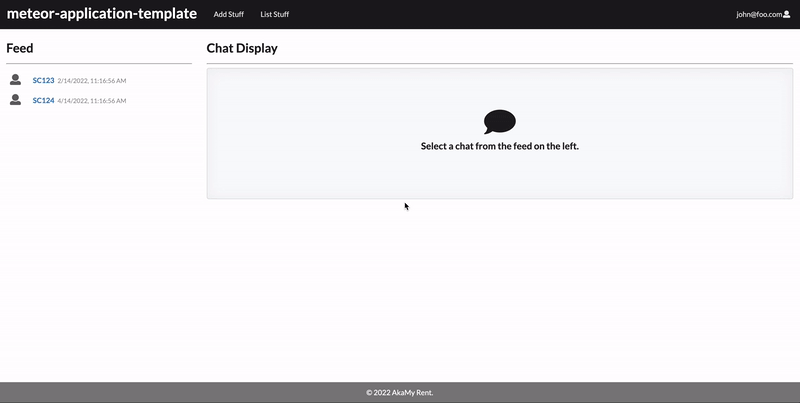 meteor-application-template Add Stuff List Stuff john@foo.com
Feed
SC123 2/14/2022, 11:16:56 AM
SC124 4/14/2022, 11:16:56 AM
Chat Display
Select a chat from the feed on the left.
© 2022 AkaMy Rent.